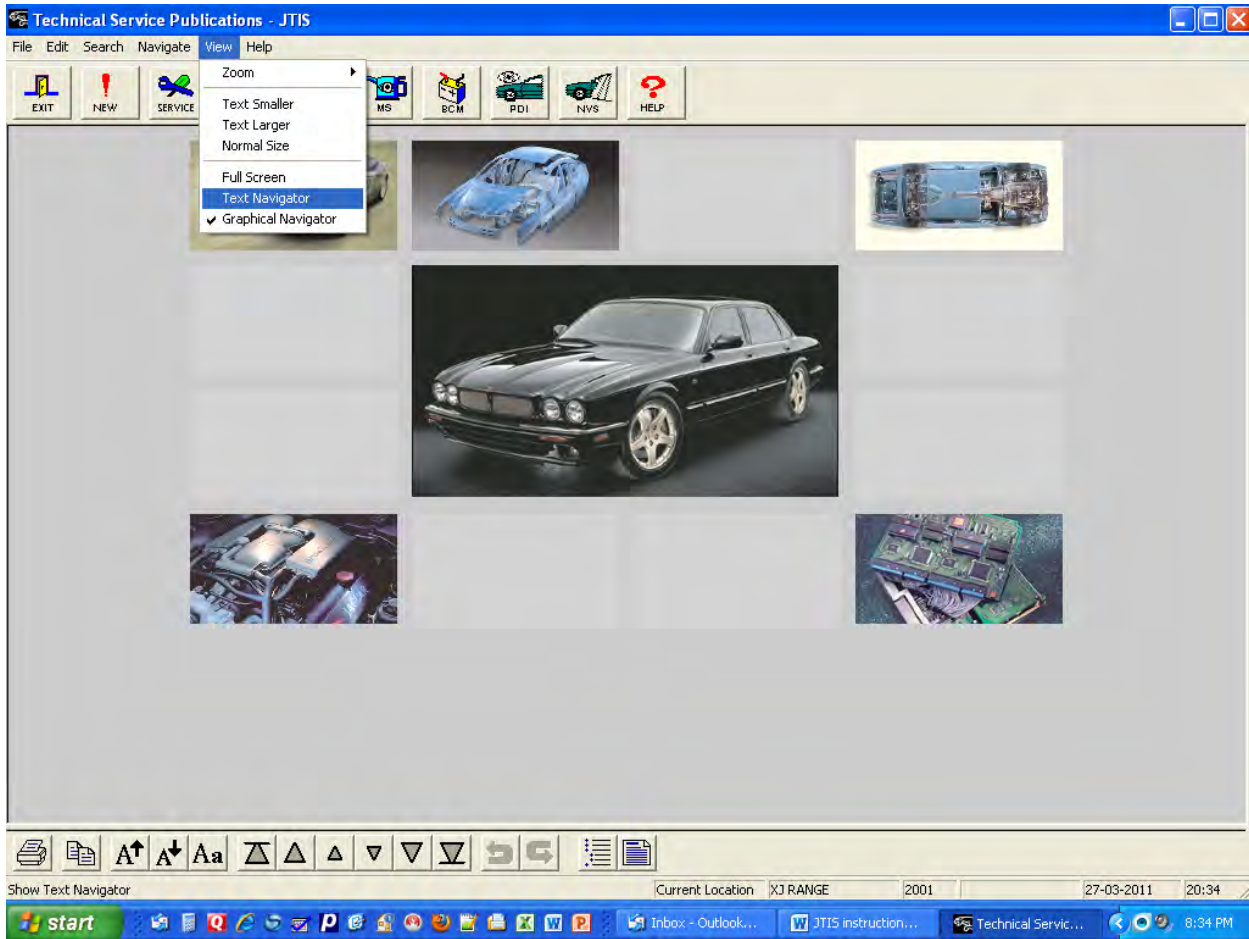 Technical Service Publications - JTIS
File Edit Search Navigate View Help
EXIT NEW SERVICE MS BCM PDI NVS HELP
Zoom
Text Smaller
Text Larger
Normal Size
Full Screen
Text Navigator
Graphical Navigator
A A Aa
Show Text Navigator Current Location XJ RANGE 2001 27-03-2011 20:34
start Inbox - Outlook... JTIS instruction... Technical Servic... 8:34 PM